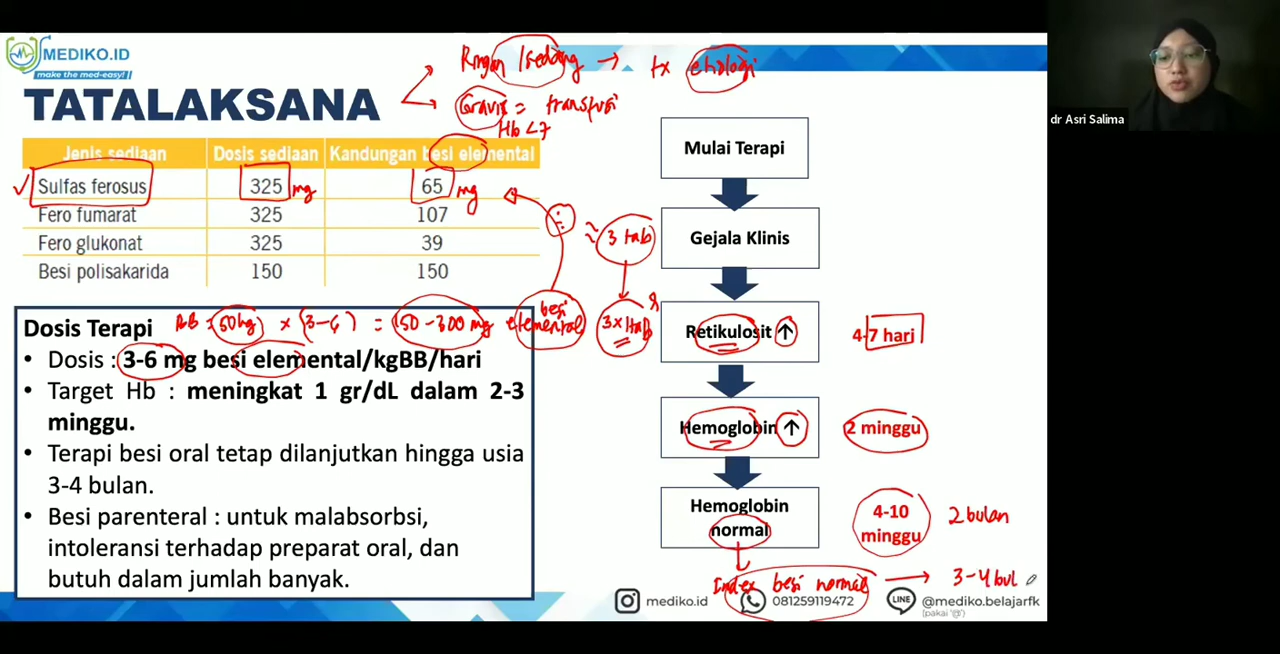 MEDIKO.ID
make the med-easy!
Ringan / sedang → tx etiologi
Gravis = transfusi
Hb < 7
TATALAKSANA
Jenis sediaan Dosis sediaan Kandungan besi elemental
✓ Sulfas ferosus 325 mg 65 mg
Fero fumarat 325 107
Fero glukonat 325 39
Besi polisakarida 150 150
÷ ≈ 3 tab
3x1tab
BB = 50 kg x (3-6) = 150-300 mg besi elemental
Dosis Terapi
• Dosis : 3-6 mg besi elemental/kgBB/hari
• Target Hb : meningkat 1 gr/dL dalam 2-3
minggu.
• Terapi besi oral tetap dilanjutkan hingga usia
3-4 bulan.
• Besi parenteral : untuk malabsorbsi,
intoleransi terhadap preparat oral, dan
butuh dalam jumlah banyak.
Mulai Terapi
Gejala Klinis
Retikulosit ↑ 4-7 hari
Hemoglobin ↑ 2 minggu
Hemoglobin
normal
4-10
minggu
2 bulan
Index besi normal → 3-4 bul
mediko.id 081259119472 LINE @mediko.belajarfk
(pakai '@')
dr Asri Salima